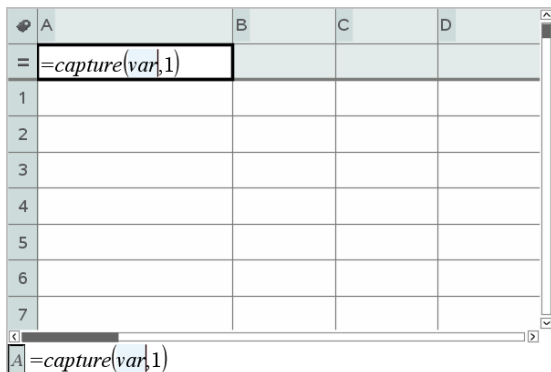 A B C D
= =capture(var,1)
1
2
3
4
5
6
7
A =capture(var,1)